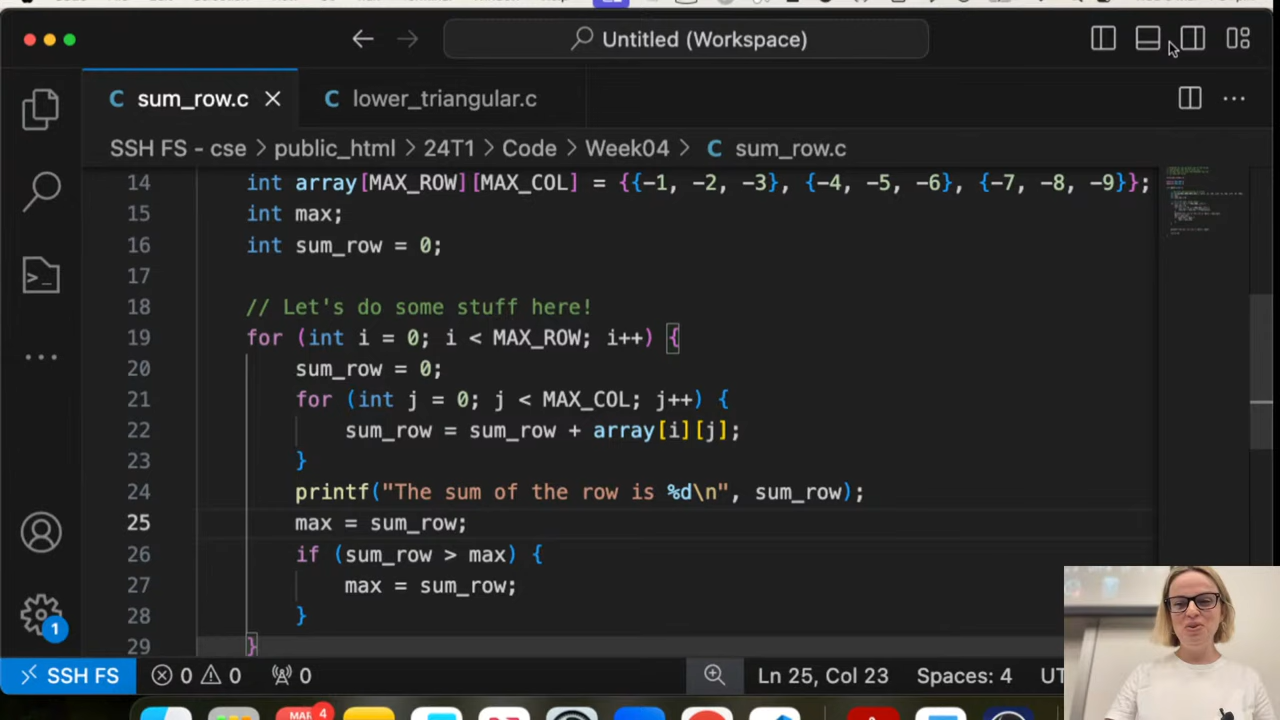 Untitled (Workspace)
C sum_row.c
C lower_triangular.c
SSH FS - cse > public_html > 24T1 > Code > Week04 > C sum_row.c
14 int array[MAX_ROW][MAX_COL] = {{-1, -2, -3}, {-4, -5, -6}, {-7, -8, -9}};
15 int max;
16 int sum_row = 0;
17
18 // Let's do some stuff here!
19 for (int i = 0; i < MAX_ROW; i++) {
20 sum_row = 0;
21 for (int j = 0; j < MAX_COL; j++) {
22 sum_row = sum_row + array[i][j];
23 }
24 printf("The sum of the row is %d\n", sum_row);
25 max = sum_row;
26 if (sum_row > max) {
27 max = sum_row;
28 }
29 }
1
SSH FS 0 0 0 Ln 25, Col 23 Spaces: 4 UT
MAR 4